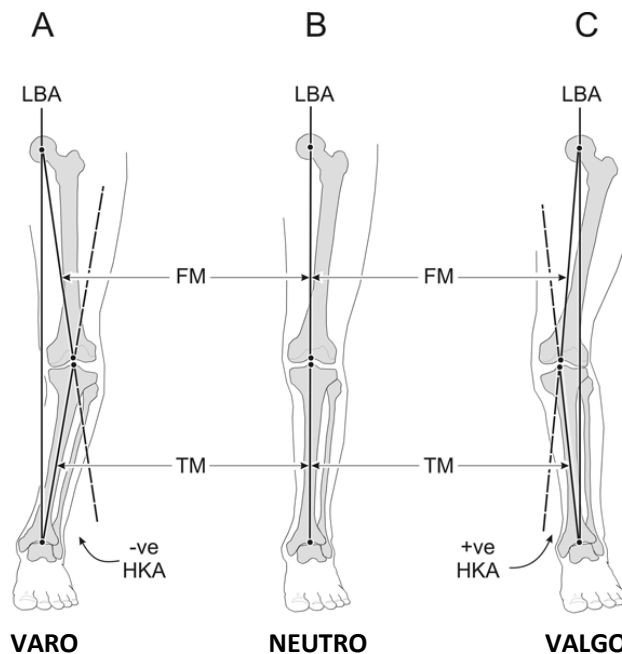 A B C
LBA LBA LBA
FM FM
TM TM
-ve +ve
HKA HKA
VARO NEUTRO VALGO